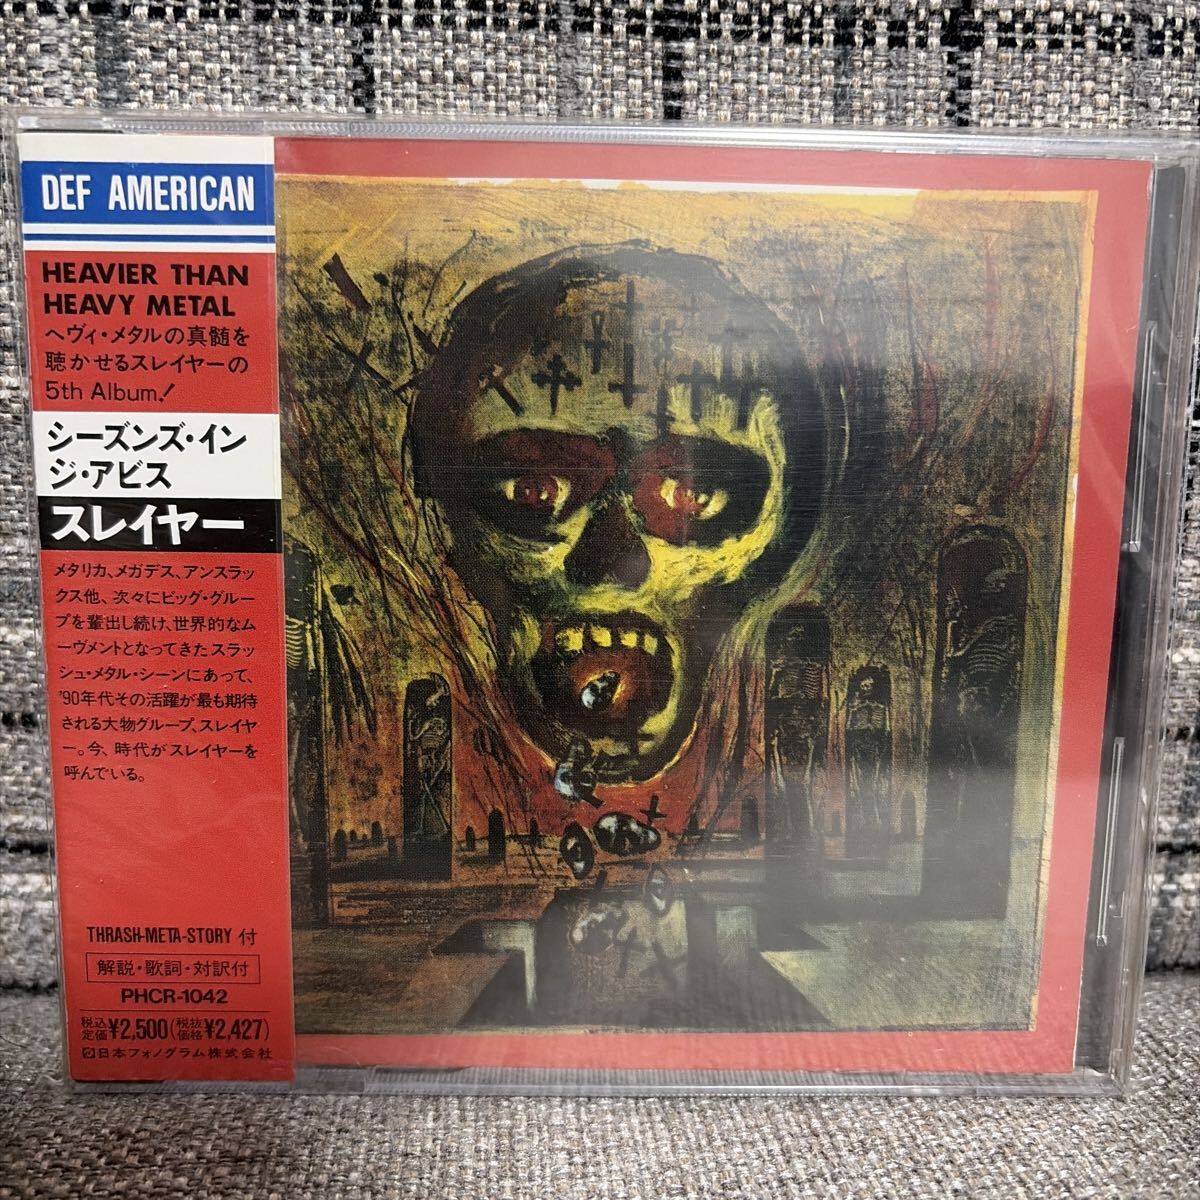 DEF AMERICAN
HEAVIER THAN
HEAVY METAL
ヘヴィ・メタルの真髄を
聴かせるスレイヤーの
5th Album!
シーズンズ・イン
ジ・アビス
スレイヤー
メタリカ、メガデス、アンスラッ
クス他、次々にビッグ・グルー
プを輩出し続け、世界的なム
ーヴメントとなってきたスラッ
シュ・メタル・シーンにあって、
'90年代その活躍が最も期待
される大物グループ、スレイヤ
ー。今、時代がスレイヤーを
呼んでいる。
THRASH-META-STORY 付
解説・歌詞・対訳付
PHCR-1042
税込定価¥2,500(税抜価格¥2,427)
日本フォノグラム株式会社